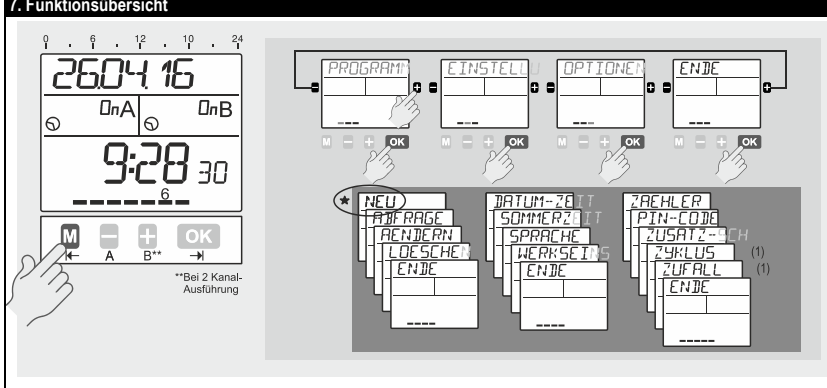 7. Funktionsübersicht
0 . 6 . 12 . 10 . 24
26.04. 16
OnA OnB
9:28 30
6
M − + OK
A B**
**Bei 2 Kanal-
Ausführung
PROGRAMM EINSTELLU OPTIONEN ENDE
M − + OK M − + OK M − + OK M − + OK
★ NEU
ABFRAGE
AENDERN
LOESCHEN
ENDE
DATUM-ZEIT
SOMMERZEIT
SPRACHE
WERKSEINS
ENDE
ZAEHLER
PIN-CODE
ZUSATZ-SCH
ZYKLUS (1)
ZUFALL (1)
ENDE